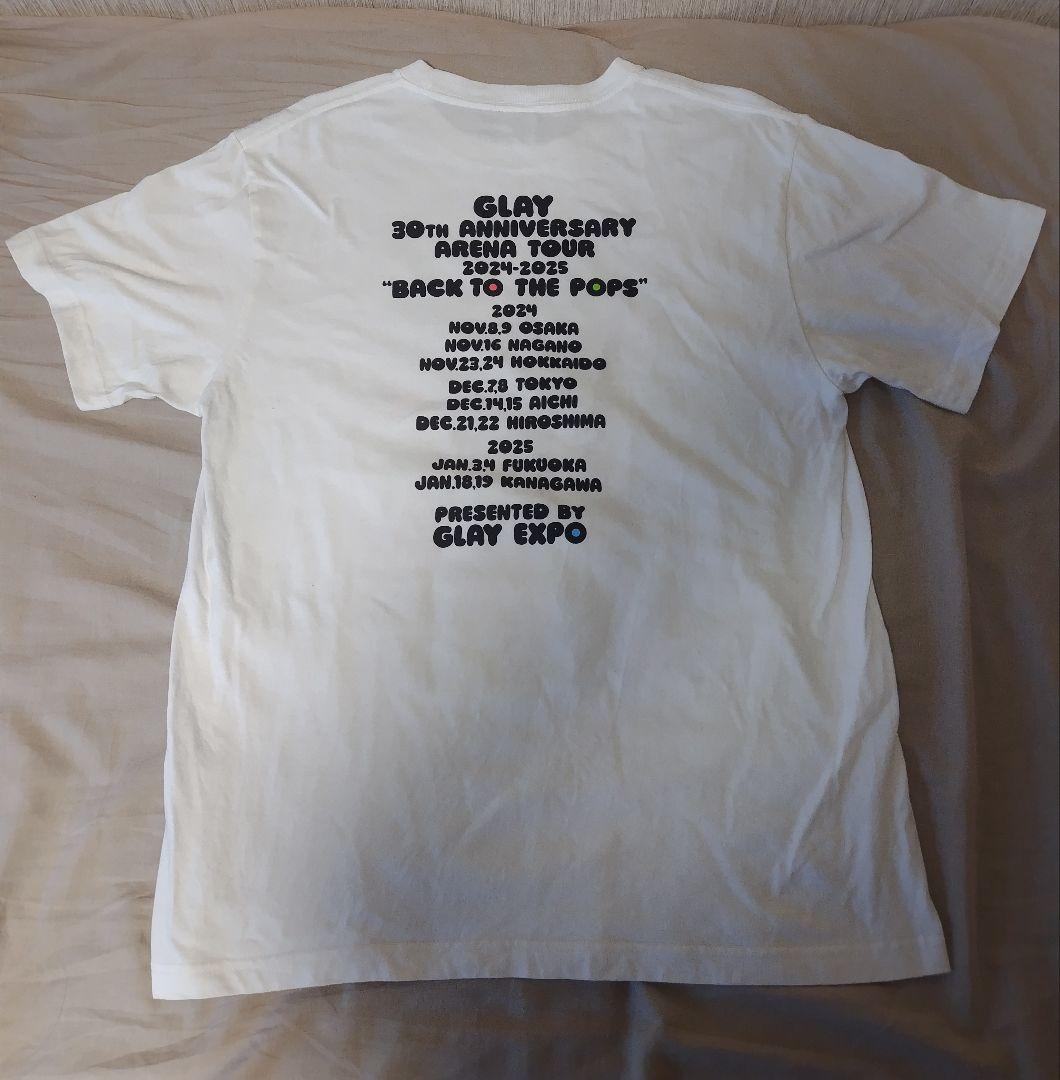 GLAY
30TH ANNIVERSARY
ARENA TOUR
2024-2025
“BACK TO THE POPS”
2024
NOV.8,9 OSAKA
NOV.16 NAGANO
NOV.23,24 HOKKAIDO
DEC.7,8 TOKYO
DEC.14,15 AICHI
DEC.21,22 HIROSHIMA
2025
JAN.3,4 FUKUOKA
JAN.18,19 KANAGAWA
PRESENTED BY
GLAY EXPO